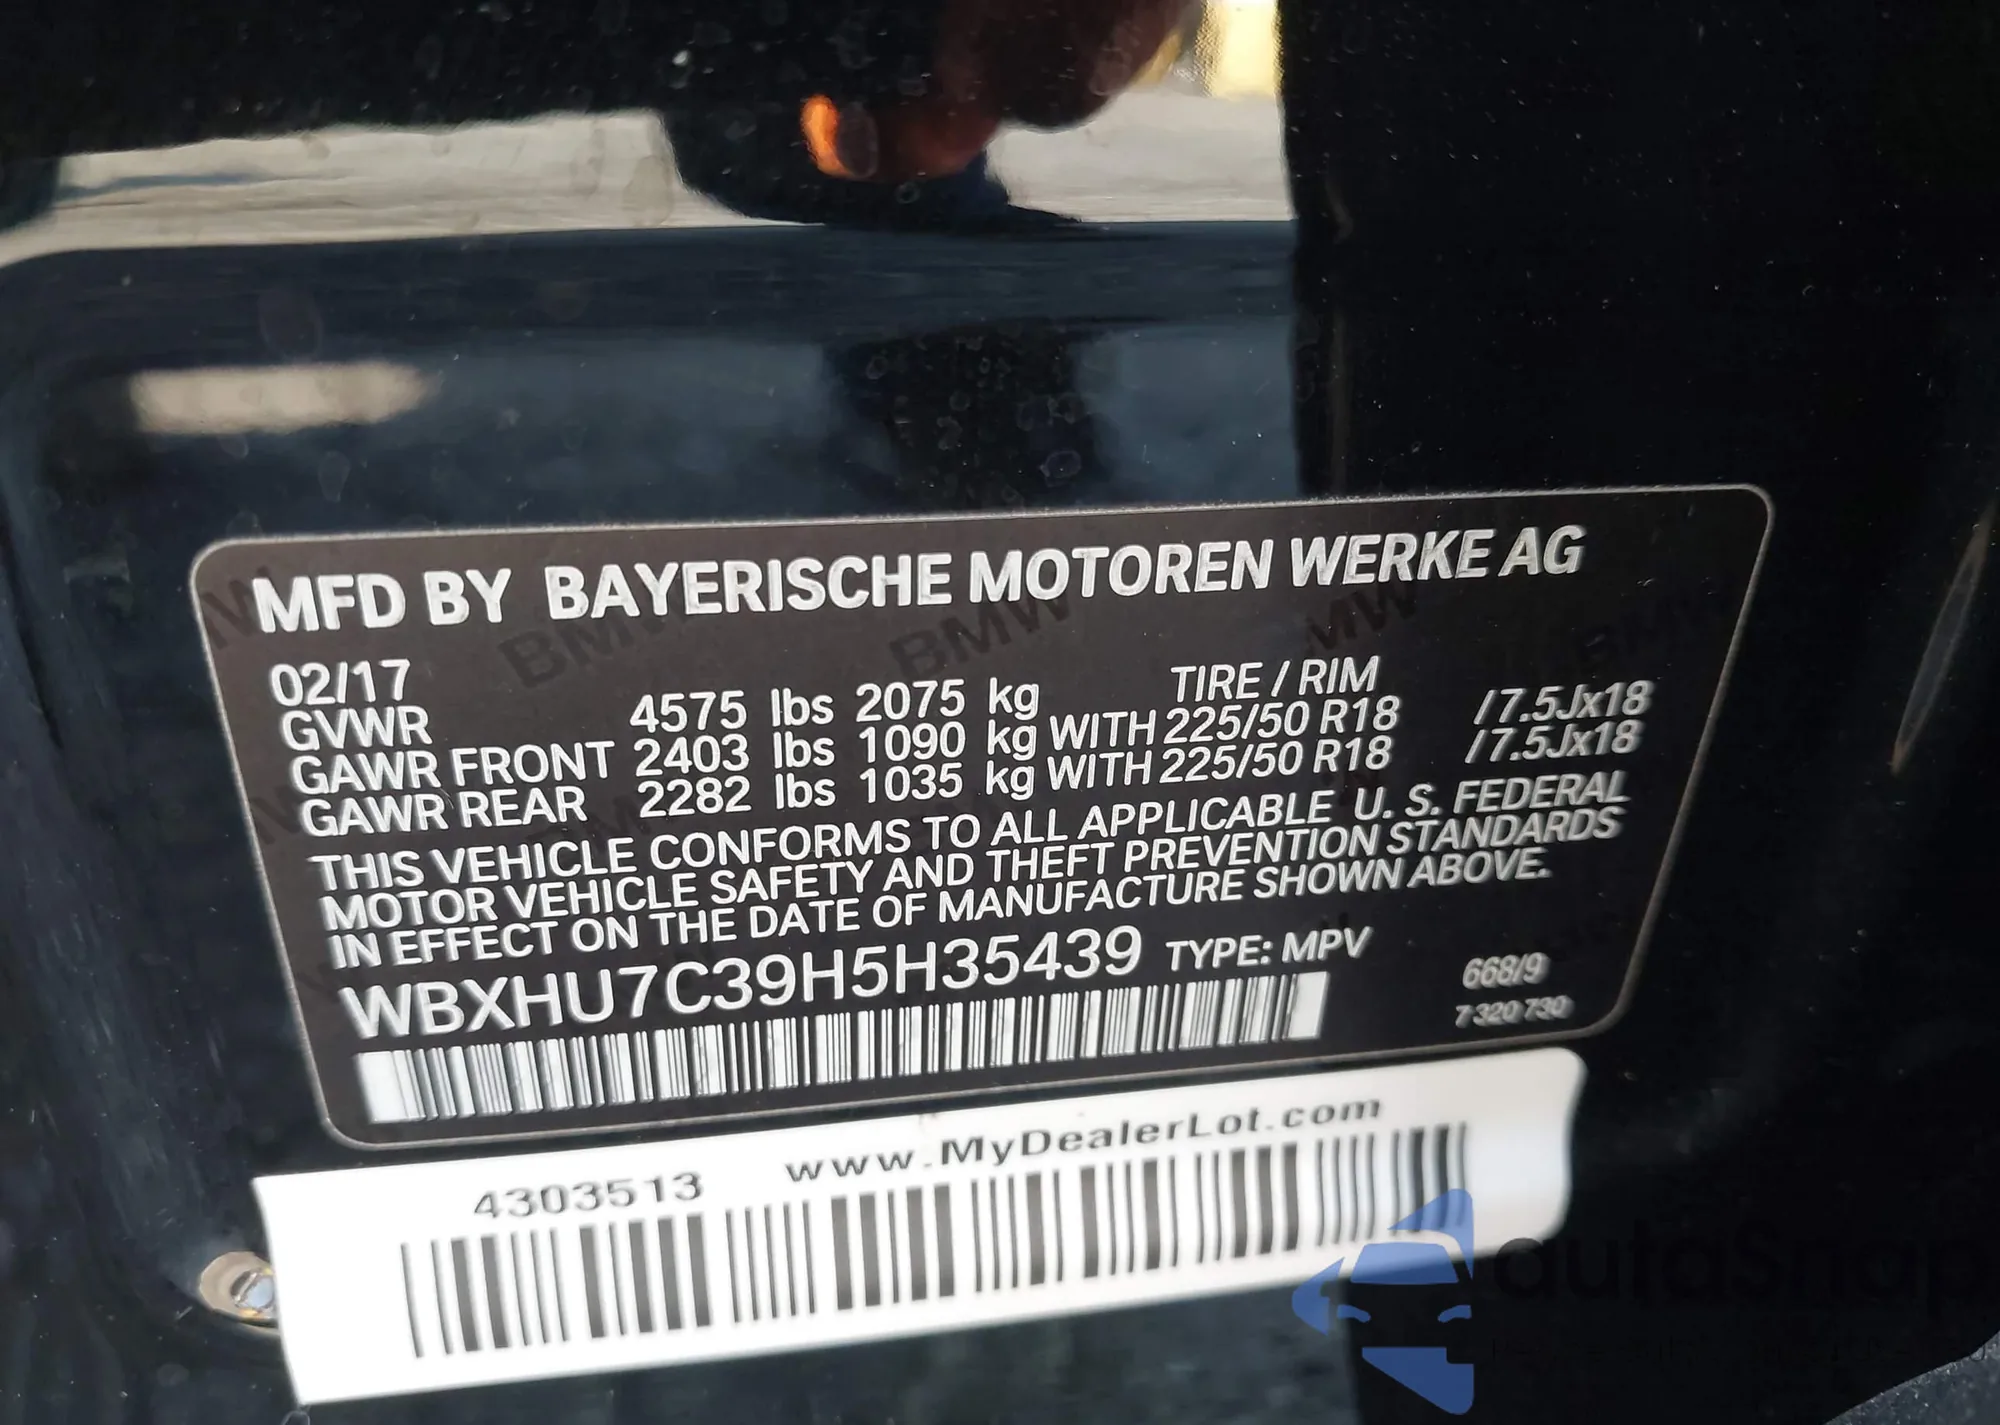 MFD BY BAYERISCHE MOTOREN WERKE AG
02/17 TIRE / RIM
GVWR 4575 lbs 2075 kg
GAWR FRONT 2403 lbs 1090 kg WITH 225/50 R18 /7.5Jx18
GAWR REAR 2282 lbs 1035 kg WITH 225/50 R18 /7.5Jx18
THIS VEHICLE CONFORMS TO ALL APPLICABLE U. S. FEDERAL
MOTOR VEHICLE SAFETY AND THEFT PREVENTION STANDARDS
IN EFFECT ON THE DATE OF MANUFACTURE SHOWN ABOVE.
WBXHU7C39H5H35439 TYPE: MPV
668/9
7 320 730
4303513 www.MyDealerLot.com
autaSnap